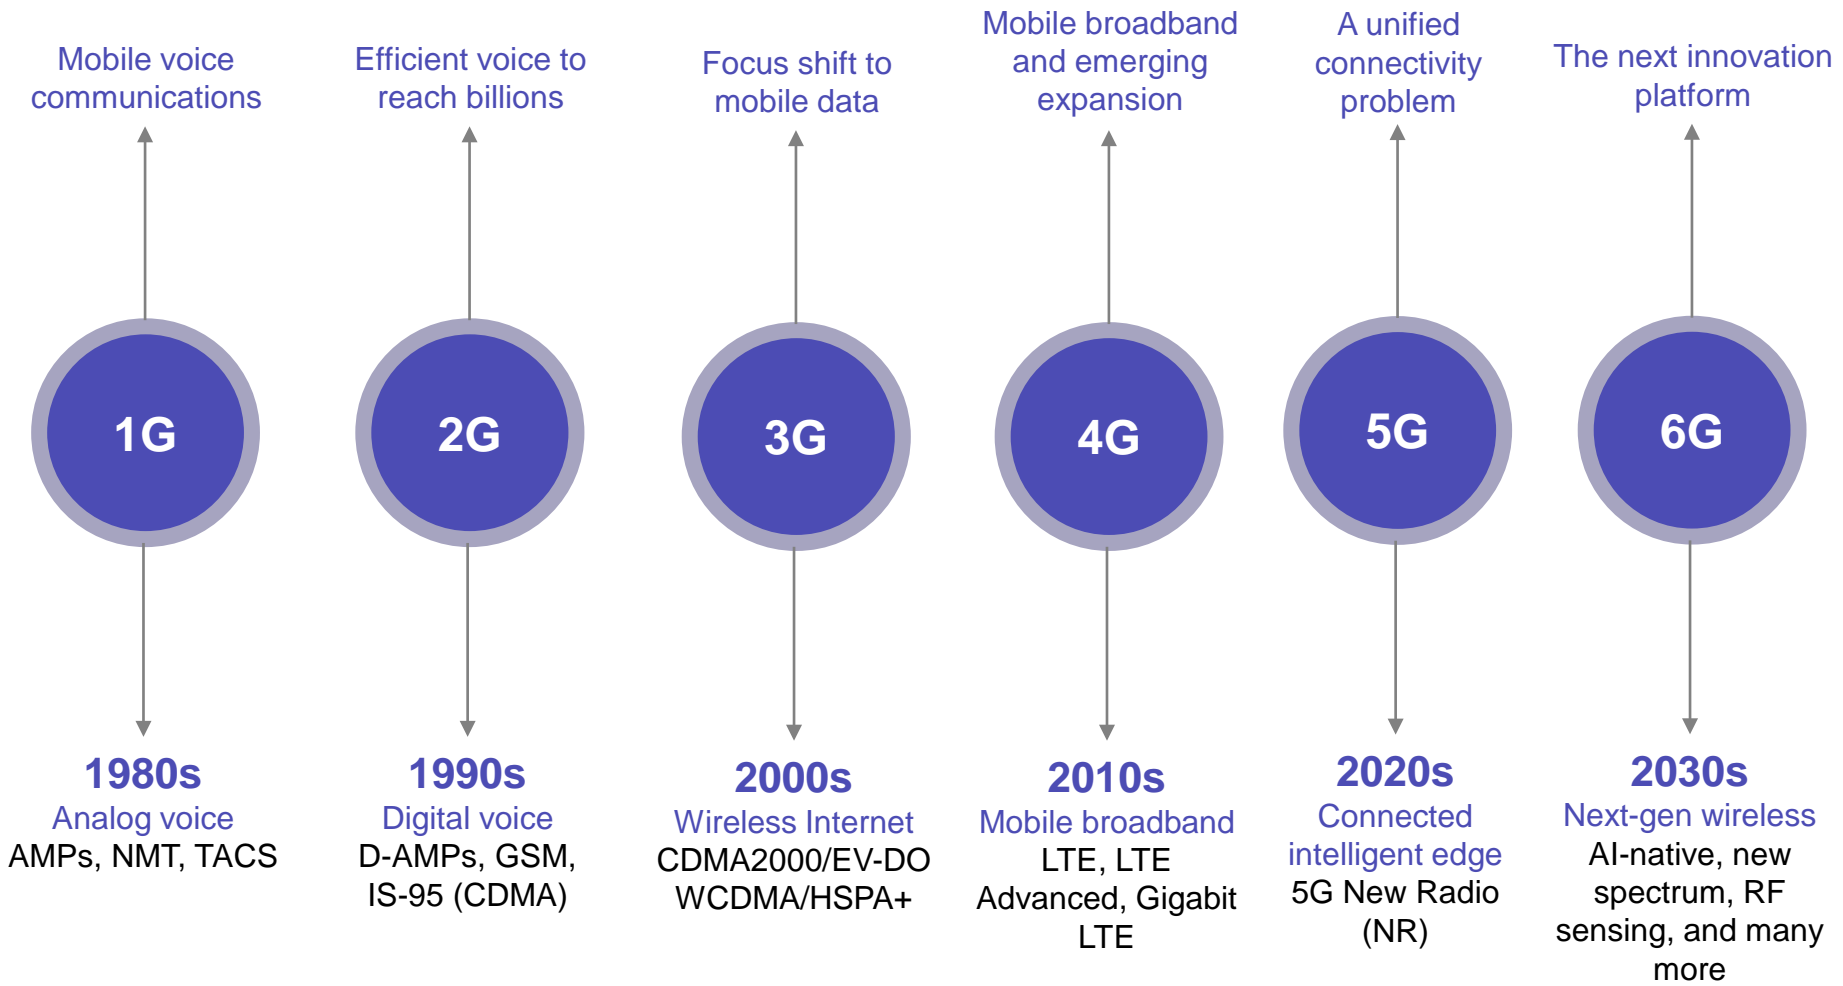 Mobile voice
communications
Efficient voice to
reach billions
Focus shift to
mobile data
Mobile broadband
and emerging
expansion
A unified
connectivity
problem
The next innovation
platform
1G
2G
3G
4G
5G
6G
1980s
Analog voice
AMPs, NMT, TACS
1990s
Digital voice
D-AMPs, GSM,
IS-95 (CDMA)
2000s
Wireless Internet
CDMA2000/EV-DO
WCDMA/HSPA+
2010s
Mobile broadband
LTE, LTE
Advanced, Gigabit
LTE
2020s
Connected
intelligent edge
5G New Radio
(NR)
2030s
Next-gen wireless
AI-native, new
spectrum, RF
sensing, and many
more